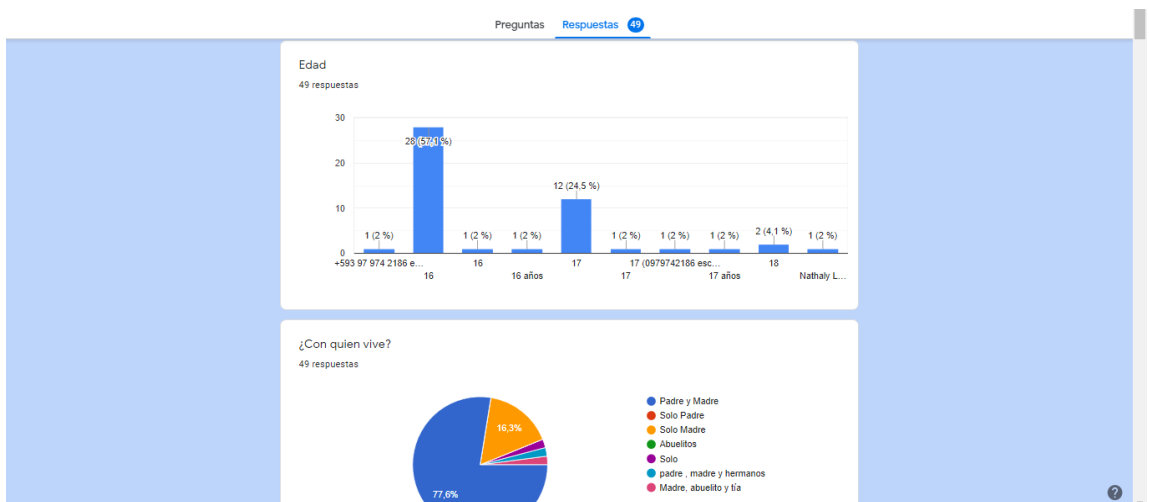 Preguntas Respuestas 49
Edad
49 respuestas
30
20
10
0
1 (2 %)
28 (57,1 %)
1 (2 %)
1 (2 %)
12 (24,5 %)
1 (2 %)
1 (2 %)
1 (2 %)
2 (4,1 %)
1 (2 %)
+593 97 974 2186 e...
16
16
16 años
17
17
17 (0979742186 esc...
17 años
18
Nathaly L...
¿Con quien vive?
49 respuestas
16,3%
77,6%
Padre y Madre
Solo Padre
Solo Madre
Abuelitos
Solo
padre , madre y hermanos
Madre, abuelito y tía
?